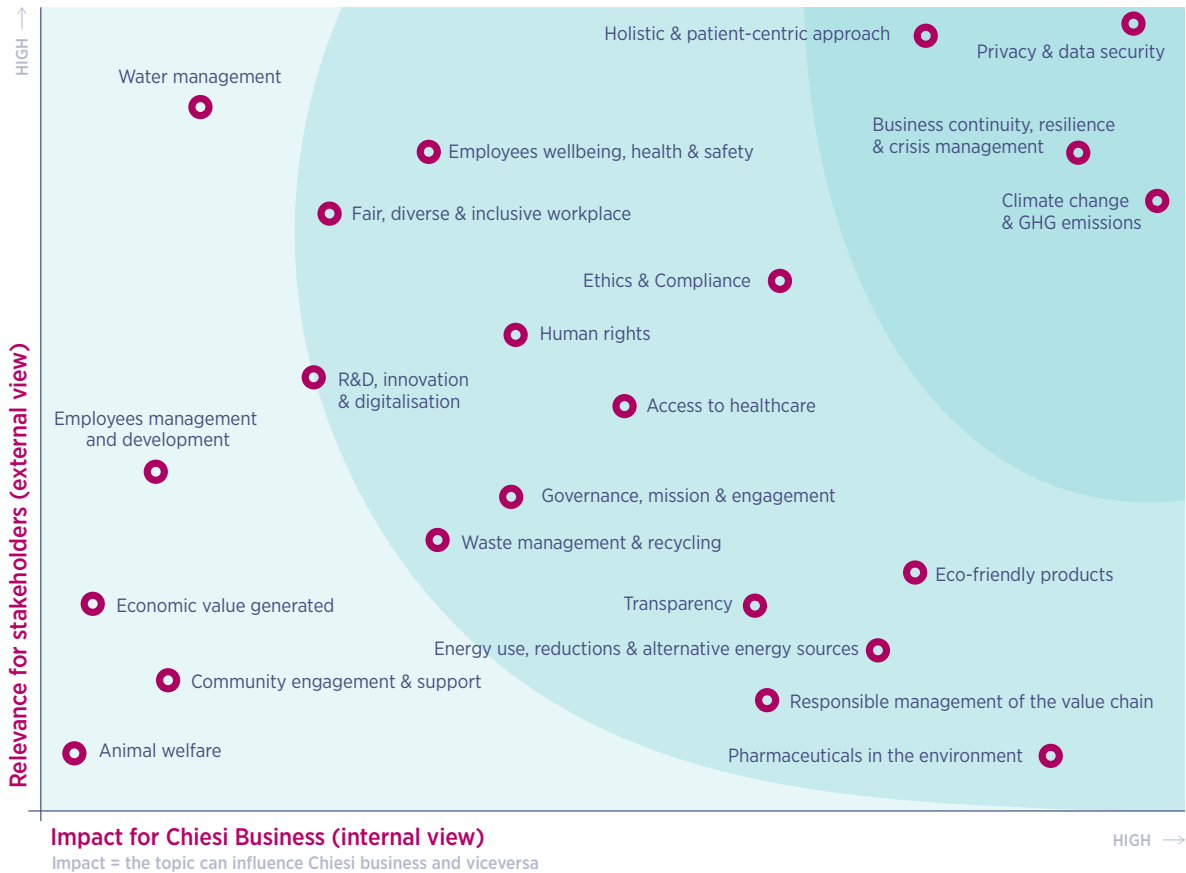 HIGH
Holistic & patient-centric approach
Privacy & data security
Water management
Business continuity, resilience
& crisis management
Employees wellbeing, health & safety
Climate change
& GHG emissions
Fair, diverse & inclusive workplace
Ethics & Compliance
Human rights
R&D, innovation
& digitalisation
Access to healthcare
Employees management
and development
Governance, mission & engagement
Waste management & recycling
Eco-friendly products
Economic value generated
Transparency
Energy use, reductions & alternative energy sources
Community engagement & support
Responsible management of the value chain
Animal welfare
Pharmaceuticals in the environment
Relevance for stakeholders (external view)
Impact for Chiesi Business (internal view)
HIGH
Impact = the topic can influence Chiesi business and viceversa